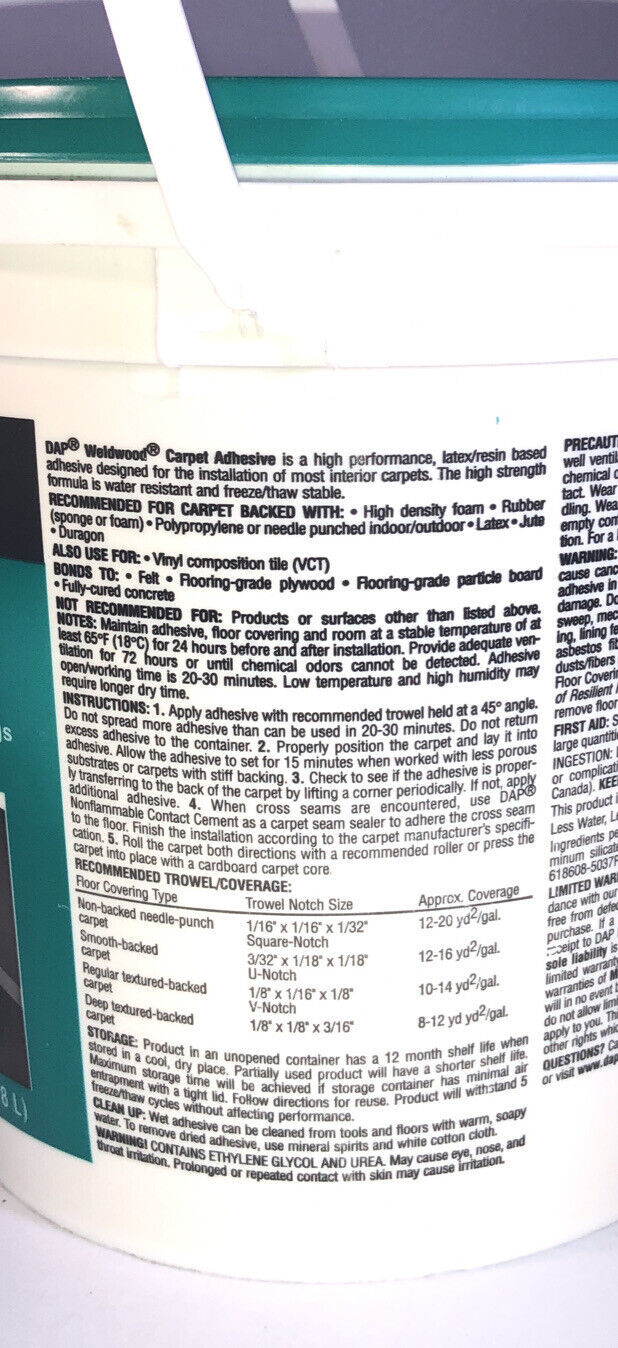 DAP® Weldwood® Carpet Adhesive is a high performance, latex/resin based
adhesive designed for the installation of most interior carpets. The high strength
formula is water resistant and freeze/thaw stable.
RECOMMENDED FOR CARPET BACKED WITH: • High density foam • Rubber
(sponge or foam) • Polypropylene or needle punched indoor/outdoor • Latex • Jute
• Duragon
ALSO USE FOR: • Vinyl composition tile (VCT)
BONDS TO: • Felt • Flooring-grade plywood • Flooring-grade particle board
• Fully-cured concrete
NOT RECOMMENDED FOR: Products or surfaces other than listed above.
NOTES: Maintain adhesive, floor covering and room at a stable temperature of at
least 65°F (18°C) for 24 hours before and after installation. Provide adequate ven-
tilation for 72 hours or until chemical odors cannot be detected. Adhesive
open/working time is 20-30 minutes. Low temperature and high humidity may
require longer dry time.
INSTRUCTIONS: 1. Apply adhesive with recommended trowel held at a 45° angle.
Do not spread more adhesive than can be used in 20-30 minutes. Do not return
excess adhesive to the container. 2. Properly position the carpet and lay it into
adhesive. Allow the adhesive to set for 15 minutes when worked with less porous
substrates or carpets with stiff backing. 3. Check to see if the adhesive is proper-
ly transferring to the back of the carpet by lifting a corner periodically. If not, apply
additional adhesive. 4. When cross seams are encountered, use DAP®
Nonflammable Contact Cement as a carpet seam sealer to adhere the cross seam
to the floor. Finish the installation according to the carpet manufacturer's specifi-
cation. 5. Roll the carpet both directions with a recommended roller or press the
carpet into place with a cardboard carpet core.
RECOMMENDED TROWEL/COVERAGE:
Floor Covering Type Trowel Notch Size Approx. Coverage
Non-backed needle-punch 1/16" x 1/16" x 1/32" 12-20 yd²/gal.
carpet Square-Notch
Smooth-backed 3/32" x 1/18" x 1/18" 12-16 yd²/gal.
carpet U-Notch
Regular textured-backed 1/8" x 1/16" x 1/8" 10-14 yd²/gal.
carpet V-Notch
Deep textured-backed 1/8" x 1/8" x 3/16" 8-12 yd yd²/gal.
carpet
STORAGE: Product in an unopened container has a 12 month shelf life when
stored in a cool, dry place. Partially used product will have a shorter shelf life.
Maximum storage time will be achieved if storage container has minimal air
entrapment with a tight lid. Follow directions for reuse. Product will withstand 5
freeze/thaw cycles without affecting performance.
CLEAN UP: Wet adhesive can be cleaned from tools and floors with warm, soapy
water. To remove dried adhesive, use mineral spirits and white cotton cloth.
WARNING! CONTAINS ETHYLENE GLYCOL AND UREA. May cause eye, nose, and
throat irritation. Prolonged or repeated contact with skin may cause irritation.
PRECAUT
well ventil
chemical
tact. Wear
dling. Wea
empty con
tion. For a
WARNING:
cause canc
adhesive in
damage. Do
sweep, mec
ing, lining fe
asbestos fib
dusts/fibers
Floor Coverin
of Resilient
remove floor
FIRST AID: S
large quantiti
INGESTION:
or complicati
Canada). KEE
This product i
Less Water, L
Ingredients pe
minum silicat
618608-5037
LIMITED WAR
dance with our
free from defe
purchase. If a
receipt to DAP
sole liability is
limited warrant
warranties of M
will in no event
do not allow lim
apply to you. Th
other rights whic
QUESTIONS? Ca
or visit www.dap
8 L)